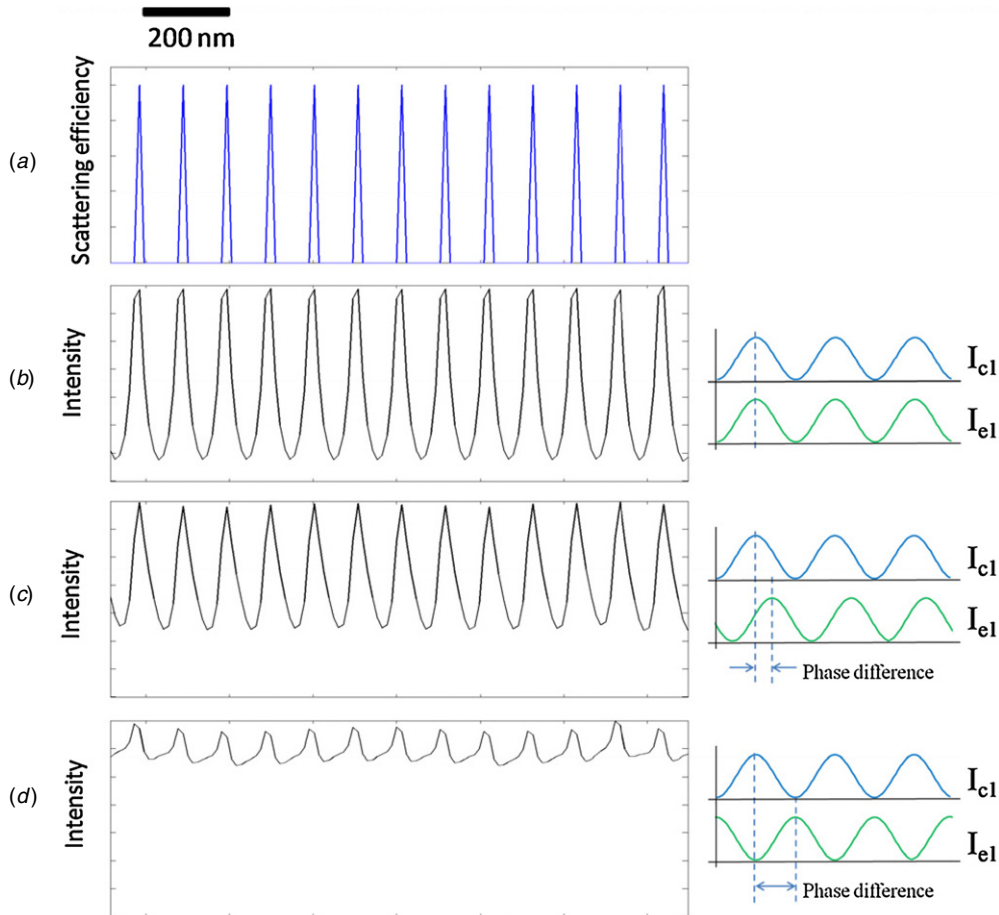 200 nm
(a)
Scattering efficiency
(b)
Intensity
Ic1
Ie1
(c)
Intensity
Ic1
Ie1
Phase difference
(d)
Intensity
Ic1
Ie1
Phase difference